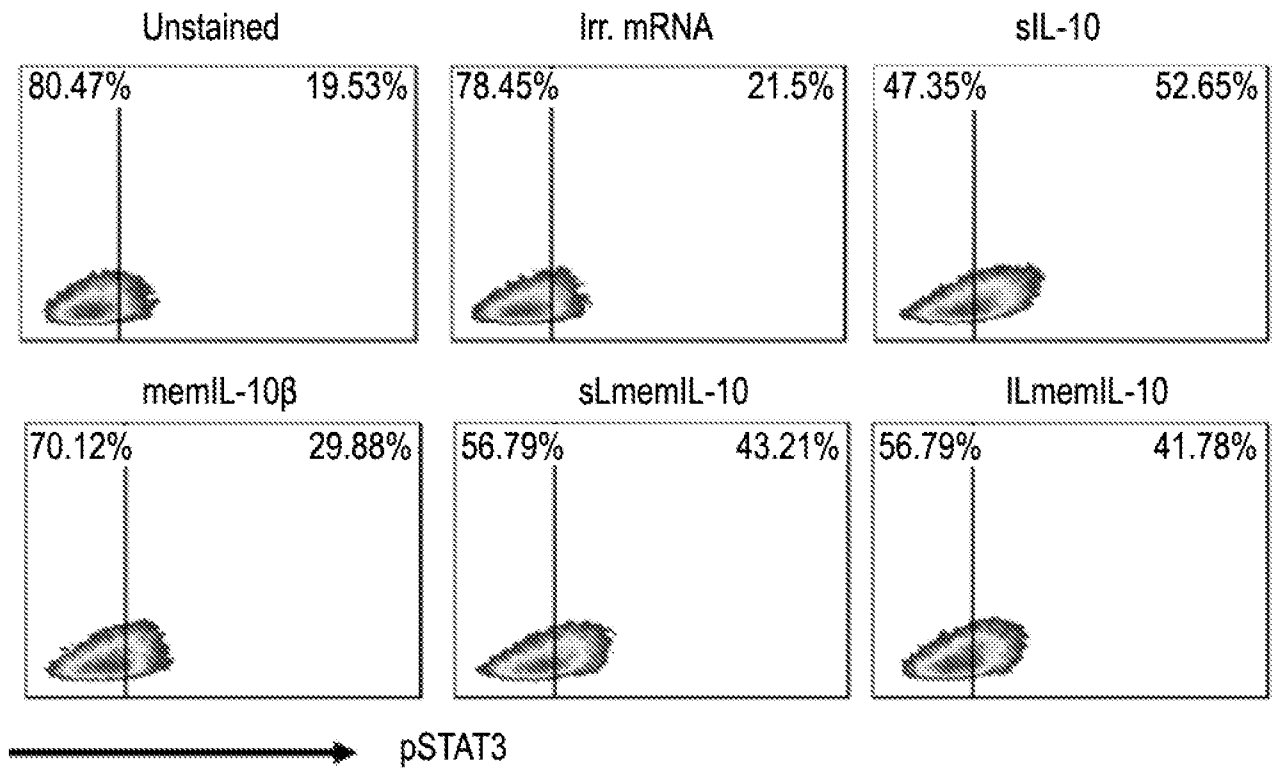 Unstained
Irr. mRNA
sIL-10
80.47% 19.53%
78.45% 21.5%
47.35% 52.65%
memIL-10β
sLmemIL-10
lLmemIL-10
70.12% 29.88%
56.79% 43.21%
56.79% 41.78%
pSTAT3